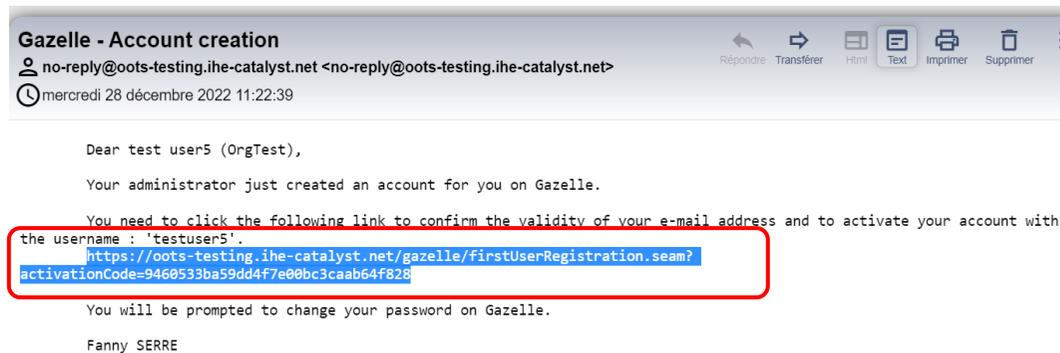 Gazelle - Account creation
no-reply@oots-testing.ihe-catalyst.net <no-reply@oots-testing.ihe-catalyst.net>
mercredi 28 décembre 2022 11:22:39
Répondre Transférer Html Text Imprimer Supprimer
Dear test user5 (OrgTest),
Your administrator just created an account for you on Gazelle.
You need to click the following link to confirm the validity of your e-mail address and to activate your account with
the username : 'testuser5'.
https://oots-testing.ihe-catalyst.net/gazelle/firstUserRegistration.seam?
activationCode=9460533ba59dd4f7e00bc3caab64f828
You will be prompted to change your password on Gazelle.
Fanny SERRE